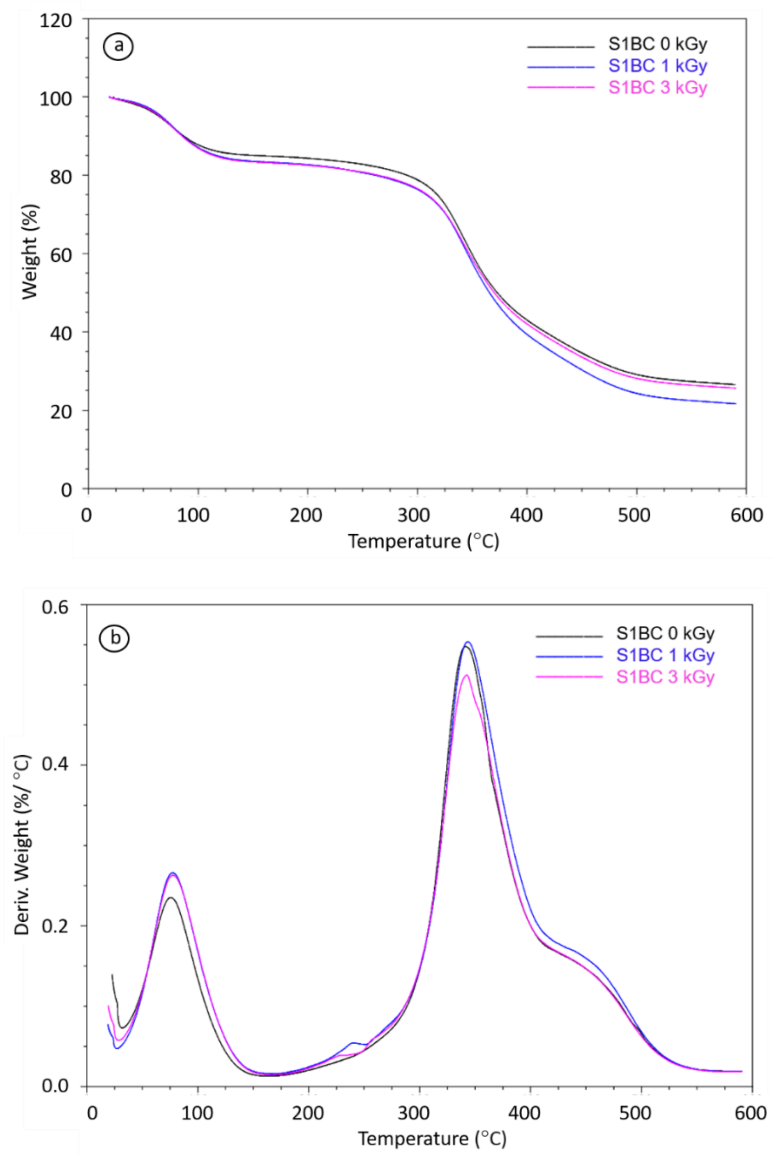 120
100
80
60
40
20
0
Weight (%)
a
S1BC 0 kGy
S1BC 1 kGy
S1BC 3 kGy
0 100 200 300 400 500 600
Temperature (°C)
0.6
0.4
0.2
0.0
Deriv. Weight (%/ °C)
b
S1BC 0 kGy
S1BC 1 kGy
S1BC 3 kGy
0 100 200 300 400 500 600
Temperature (°C)